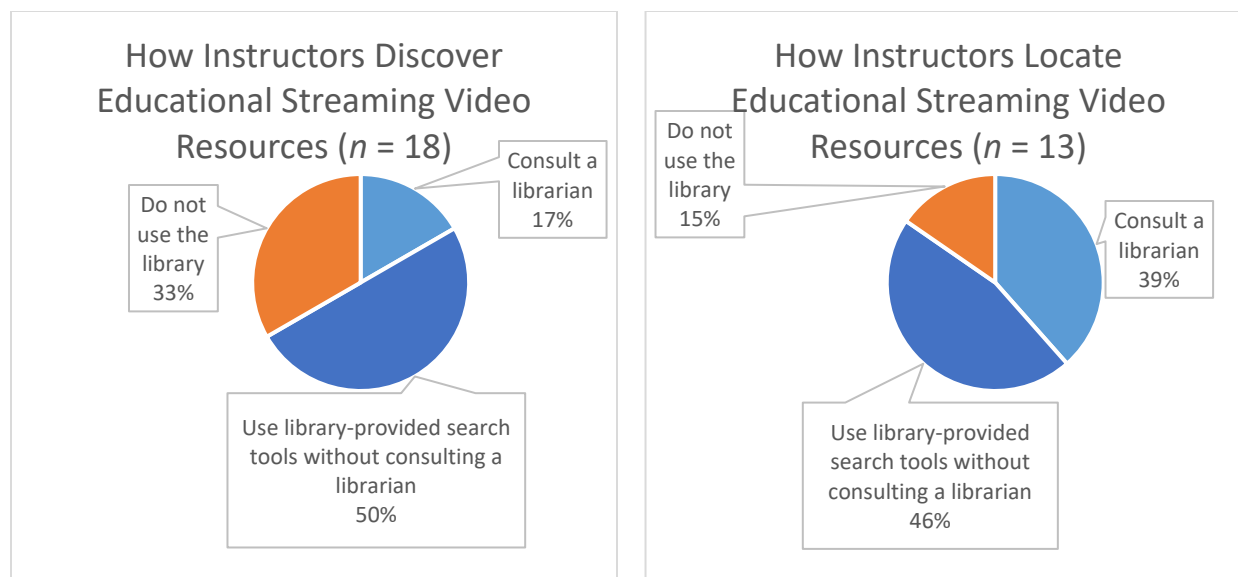 How Instructors Discover
Educational Streaming Video
Resources (n = 18)
Consult a
librarian
17%
Do not
use the
library
33%
Use library-provided search
tools without consulting a
librarian
50%
How Instructors Locate
Educational Streaming Video
Resources (n = 13)
Do not
use the
library
15%
Consult a
librarian
39%
Use library-provided
search tools without
consulting a librarian
46%